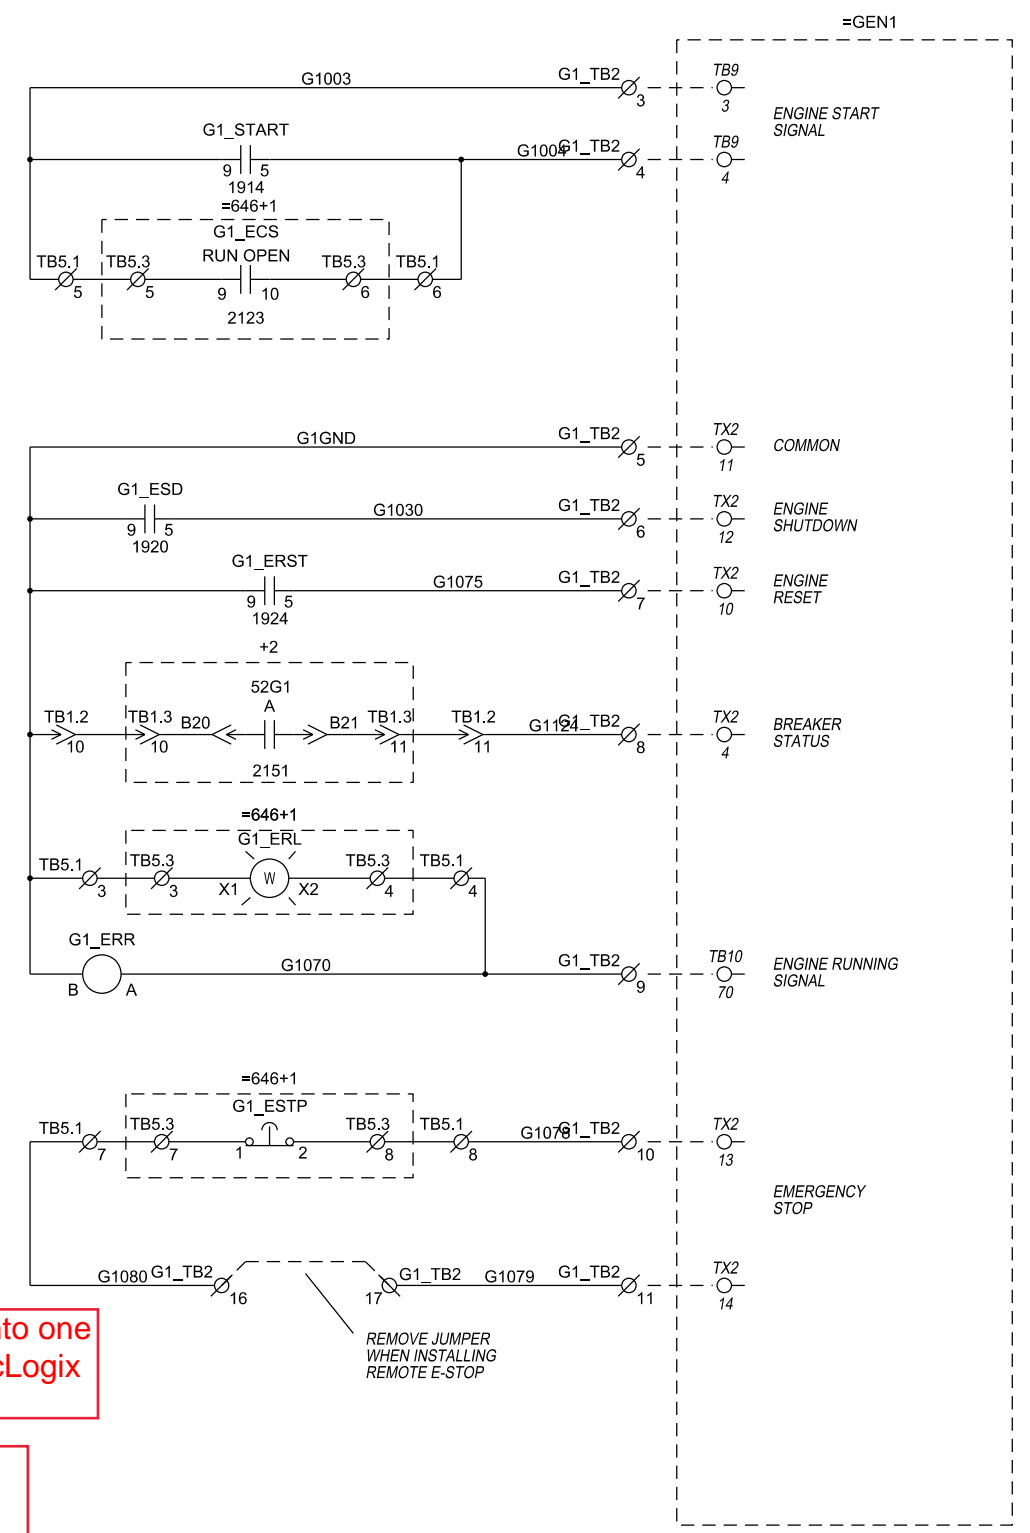 =GEN1
G1003
G1_TB2
3
TB9
3
ENGINE START
SIGNAL
G1_START
9 5
1914
G1004
G1_TB2
4
TB9
4
=646+1
G1_ECS
RUN OPEN
TB5.1
5
TB5.3
5
9 10
TB5.3
6
TB5.1
6
2123
G1GND
G1_TB2
5
TX2
11
COMMON
G1_ESD
9 5
1920
G1030
G1_TB2
6
TX2
12
ENGINE
SHUTDOWN
G1_ERST
9 5
1924
G1075
G1_TB2
7
TX2
10
ENGINE
RESET
+2
52G1
A
TB1.2
10
TB1.3
10
B20
B21
TB1.3
11
TB1.2
11
2151
G1124
G1_TB2
8
TX2
4
BREAKER
STATUS
=646+1
G1_ERL
TB5.1
3
TB5.3
3
X1 W X2
TB5.3
4
TB5.1
4
G1_ERR
B A
G1070
G1_TB2
9
TB10
70
ENGINE RUNNING
SIGNAL
=646+1
G1_ESTP
TB5.1
7
TB5.3
7
1 2
TB5.3
8
TB5.1
8
G1078
G1_TB2
10
TX2
13
EMERGENCY
STOP
G1080
G1_TB2
16
17
G1_TB2
G1079
G1_TB2
11
TX2
14
REMOVE JUMPER
WHEN INSTALLING
REMOTE E-STOP
to one
Logix